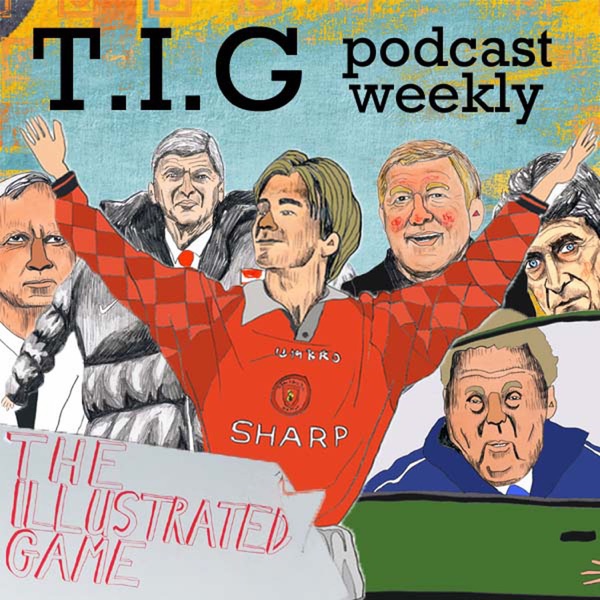 T.I.G
podcast
weekly
UMBRO
SHARP
THE
ILLUSTRATED
GAME